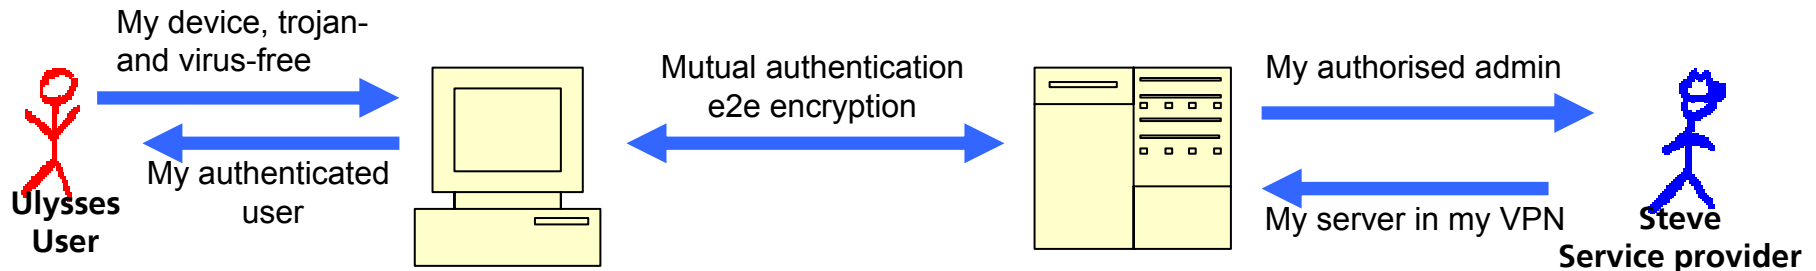 My device, trojan-
and virus-free
My authenticated
user
Ulysses
User
Mutual authentication
e2e encryption
My authorised admin
My server in my VPN
Steve
Service provider